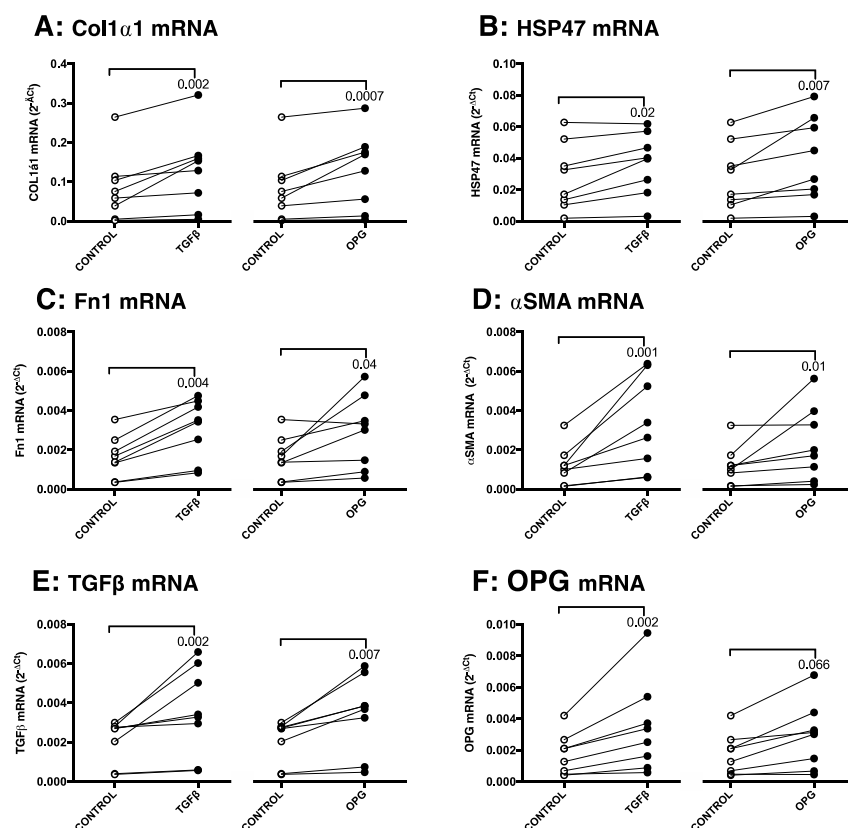 A: Col1α1 mRNA
COL1á1 mRNA (2-ÄCt)
0.4
0.3
0.2
0.1
0.0
0.002
0.0007
CONTROL
TGFβ
CONTROL
OPG
B: HSP47 mRNA
HSP47 mRNA (2-ΔCt)
0.10
0.08
0.06
0.04
0.02
0.00
0.02
0.007
CONTROL
TGFβ
CONTROL
OPG
C: Fn1 mRNA
Fn1 mRNA (2-ΔCt)
0.008
0.006
0.004
0.002
0.000
0.004
0.04
CONTROL
TGFβ
CONTROL
OPG
D: αSMA mRNA
αSMA mRNA (2-ΔCt)
0.008
0.006
0.004
0.002
0.000
0.001
0.01
CONTROL
TGFβ
CONTROL
OPG
E: TGFβ mRNA
TGFβ mRNA (2-ΔCt)
0.008
0.006
0.004
0.002
0.000
0.002
0.007
CONTROL
TGFβ
CONTROL
OPG
F: OPG mRNA
OPG mRNA (2-ΔCt)
0.010
0.008
0.006
0.004
0.002
0.000
0.002
0.066
CONTROL
TGFβ
CONTROL
OPG